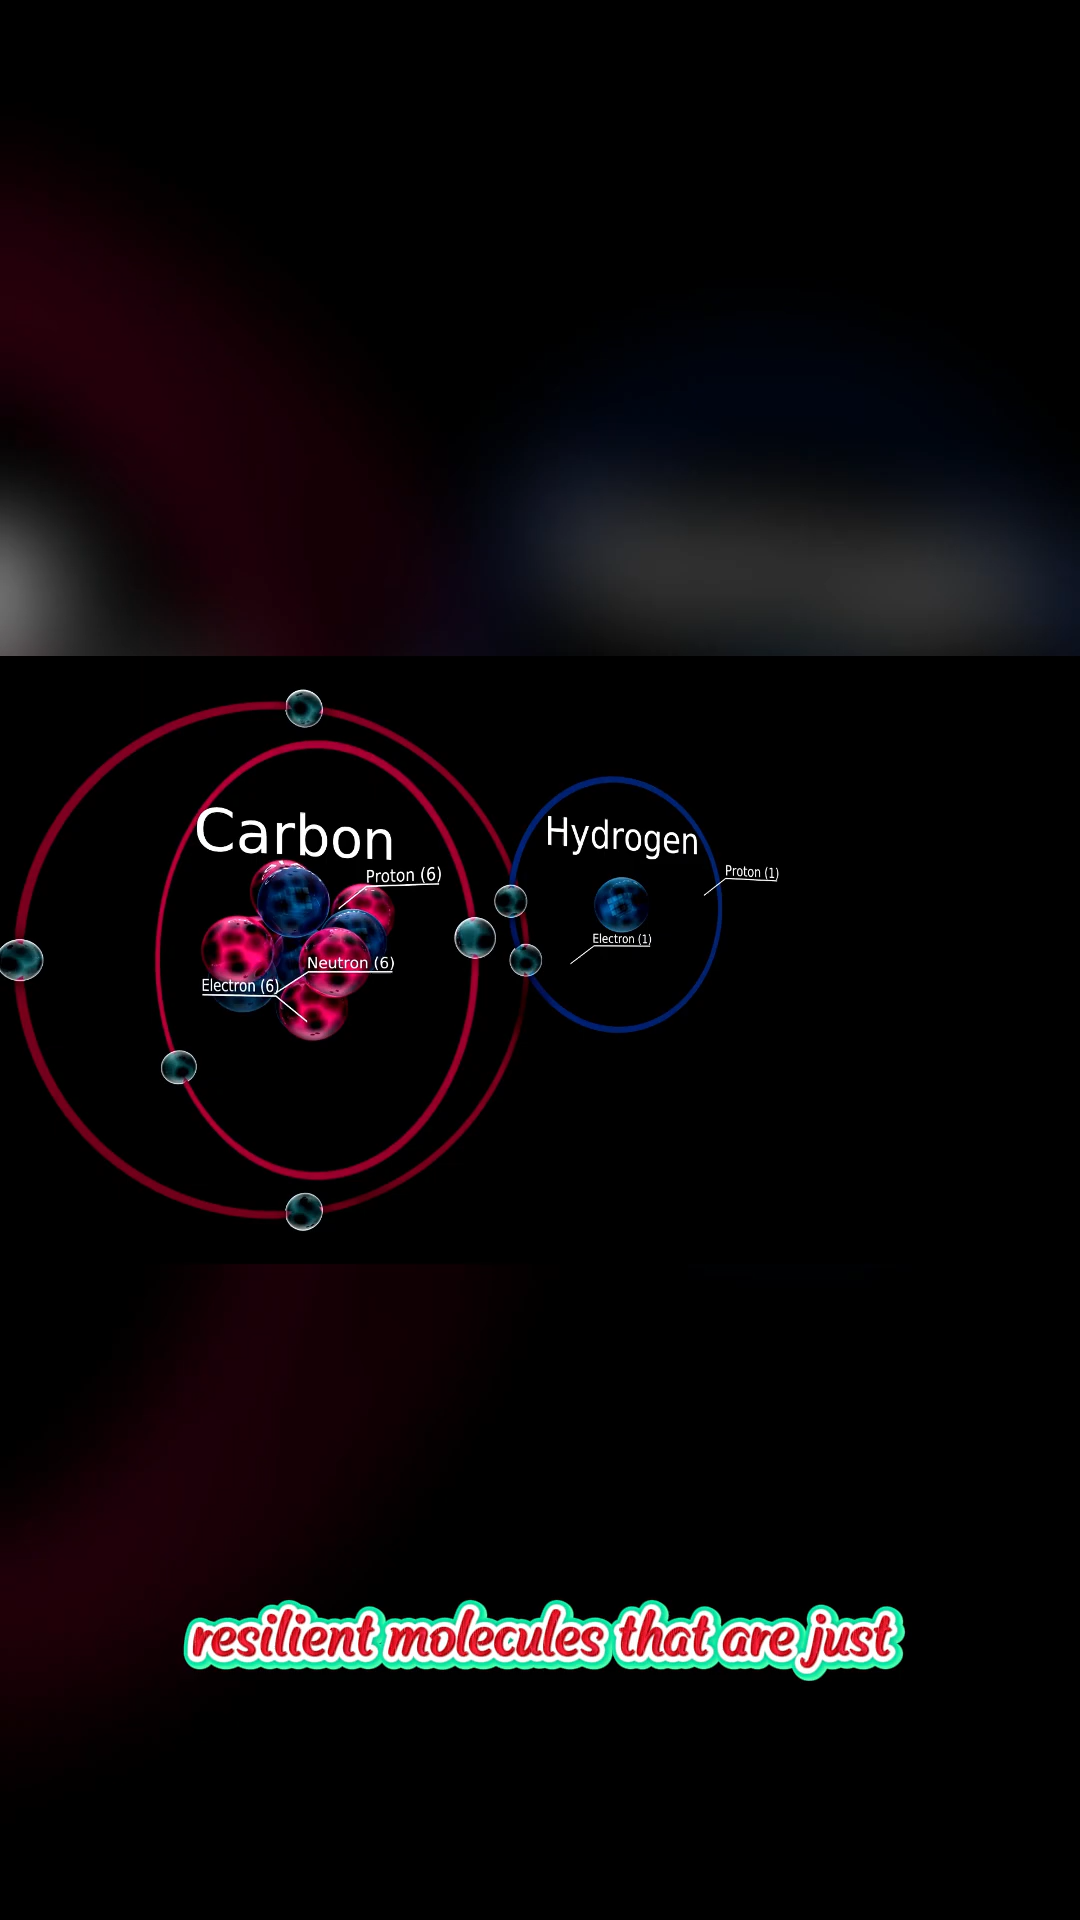 Carbon
Hydrogen
Proton (6)
Proton (1)
Electron (1)
Neutron (6)
Electron (6)
resilient molecules that are just